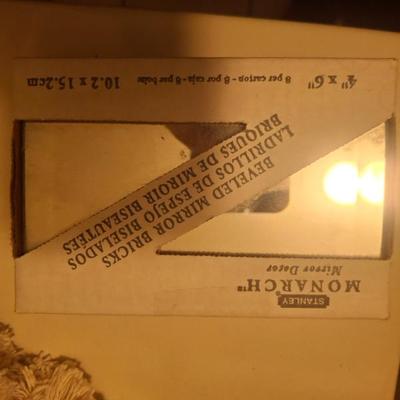 STANLEY
MONARCH™
Mirror Decor
BEVELED MIRROR BRICKS
LADRILLOS DE ESPEJO BISELADOS
BRIQUES DE MIROIR BISEAUTÉES
4" x 6" 10.2 x 15.2cm
8 per carton - 8 por caja - 8 par boîte